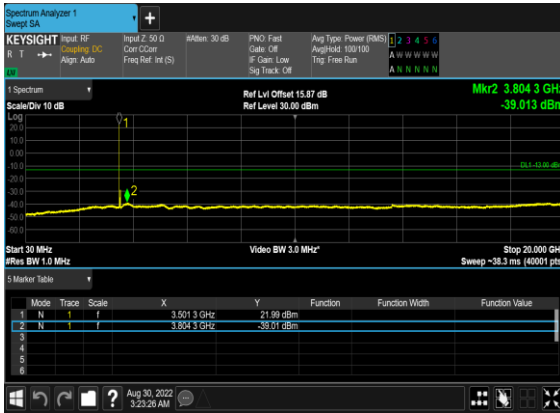 Spectrum Analyzer 1
Swept SA
+
KEYSIGHT Input: RF Input Z: 50 Ω #Atten: 30 dB PNO: Fast Avg Type: Power (RMS) 1 2 3 4 5 6
R T Coupling: DC Corr CCorr Gate: Off Avg|Hold: 100/100 A W W W W W
Align: Auto Freq Ref: Int (S) IF Gain: Low Trig: Free Run
Sig Track: Off A N N N N N
1 Spectrum Ref Lvl Offset 15.87 dB Mkr2 3.804 3 GHz
Scale/Div 10 dB Ref Level 30.00 dBm -39.013 dBm
Log
20.0
10.0
0.00
-10.0
-20.0
-30.0
-40.0
-50.0
-60.0
1
2
DL1 -13.00 dBm
Start 30 MHz Video BW 3.0 MHz* Stop 20.000 GH
#Res BW 1.0 MHz Sweep ~38.3 ms (40001 pts
5 Marker Table
Mode Trace Scale X Y Function Function Width Function Value
1 N 1 f 3.501 3 GHz 21.99 dBm
2 N 1 f 3.804 3 GHz -39.01 dBm
3
4
5
6
? Aug 30, 2022
3:23:26 AM